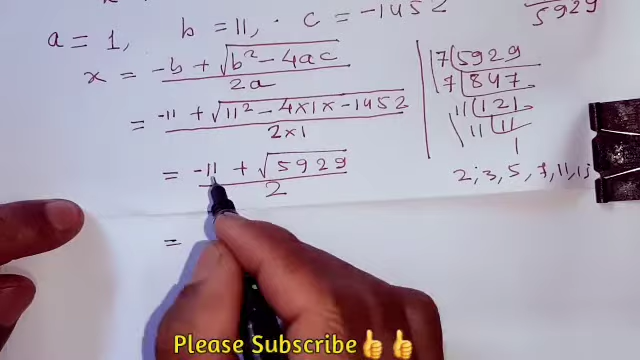 5929
a = 1, b = 11, c = -1452
x = -b + √b² - 4ac / 2a
= -11 + √11² - 4×1×-1452 / 2×1
= -11 + √5929 / 2
=
7 5929
7 847
11 121
11 11
1
2, 3, 5, 7, 11, 13
Please Subscribe👍👍